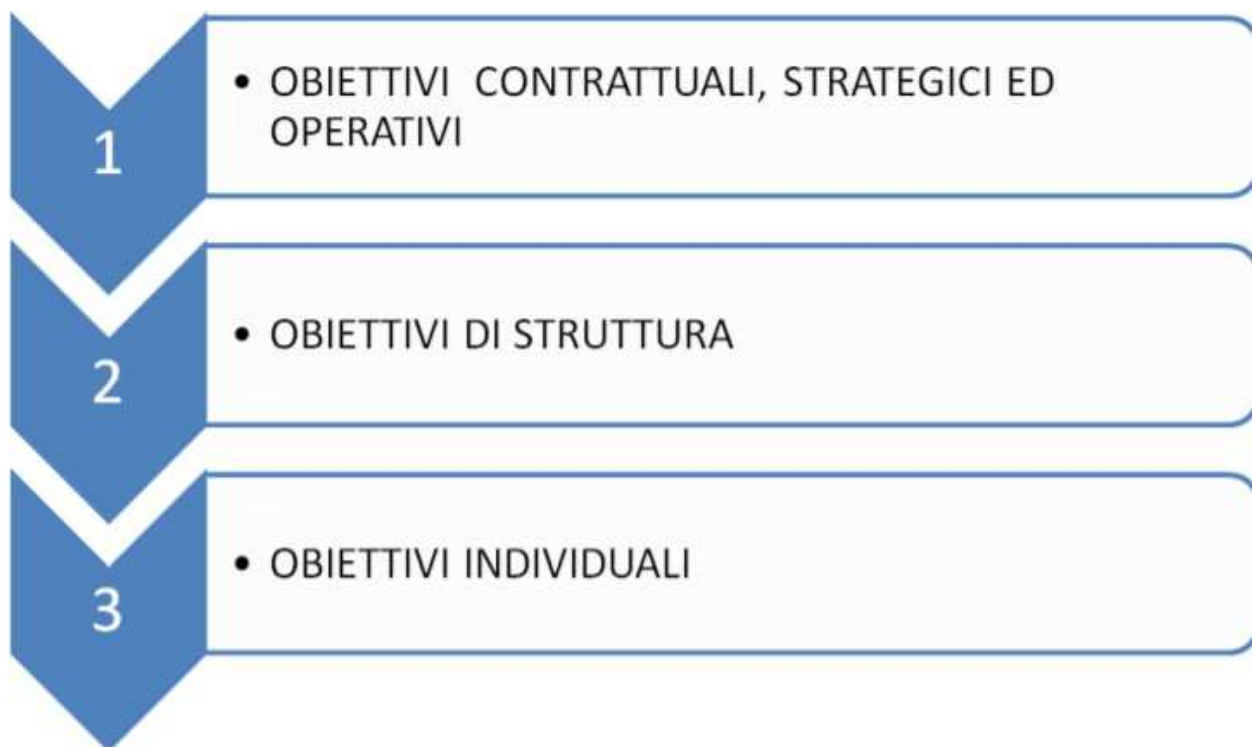 1
• OBIETTIVI CONTRATTUALI, STRATEGICI ED
OPERATIVI
2
• OBIETTIVI DI STRUTTURA
3
• OBIETTIVI INDIVIDUALI